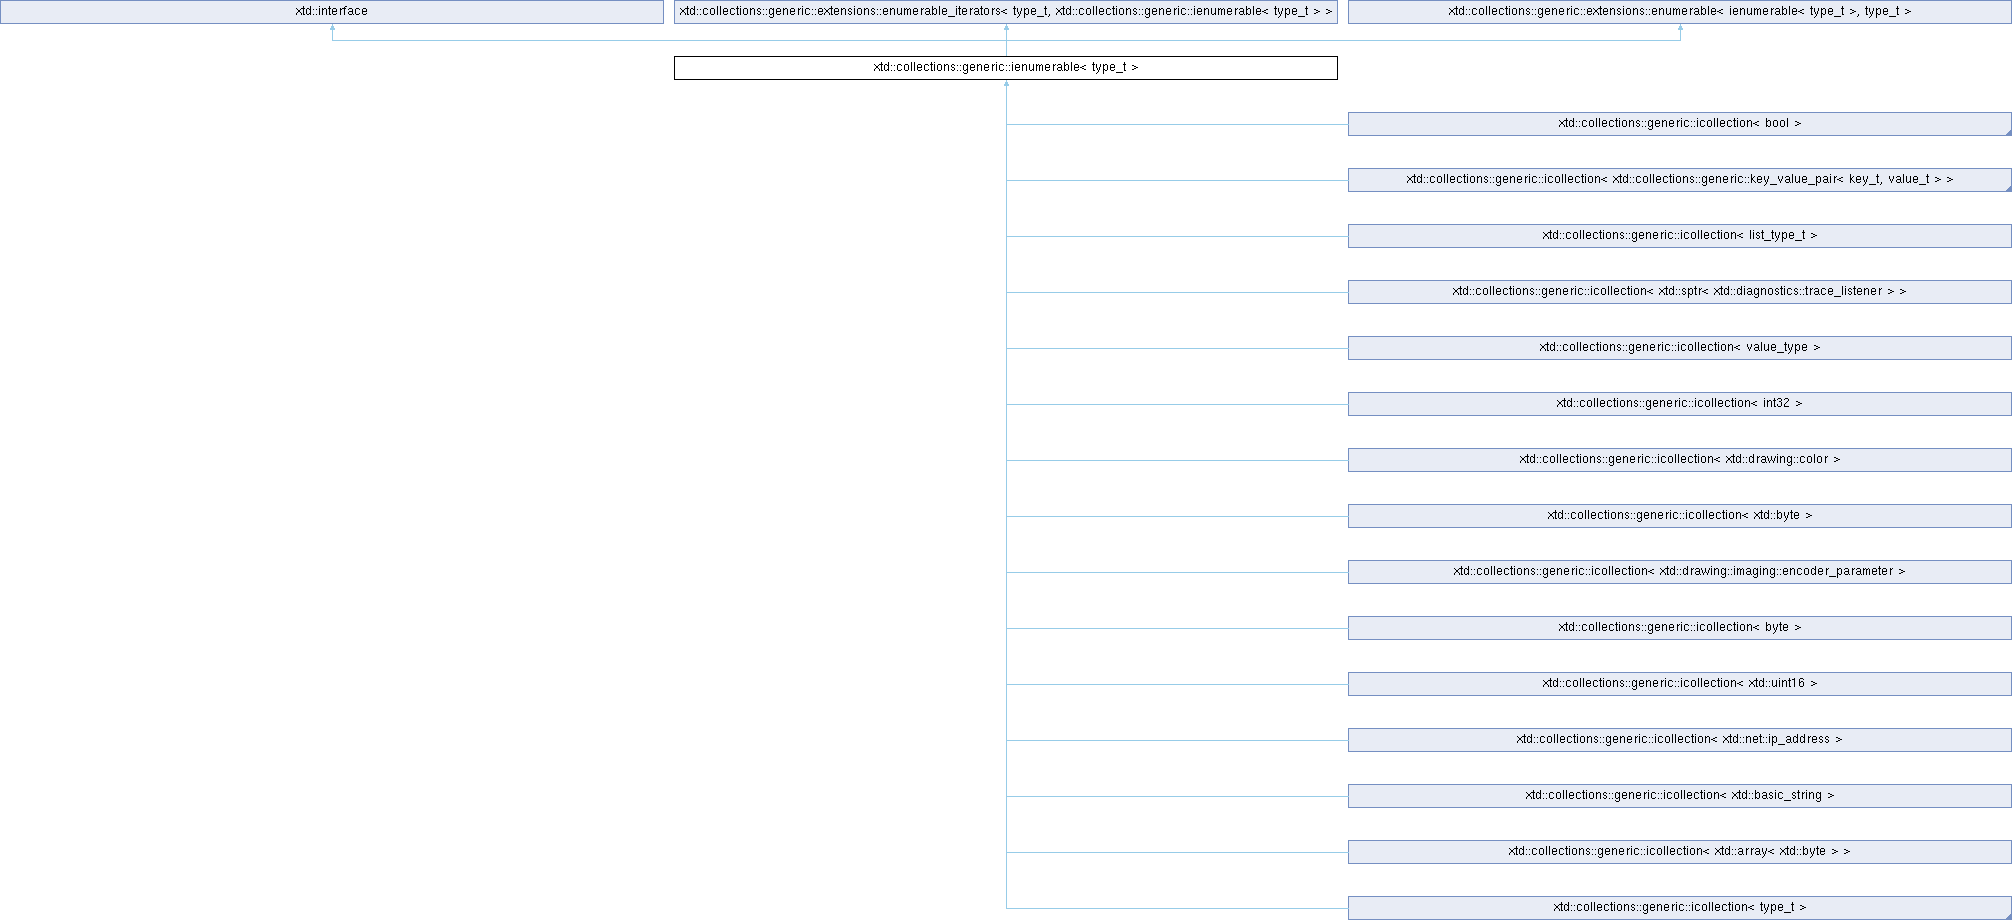 xtd::interface
xtd::collections::generic::extensions::enumerable_iterators< type_t, xtd::collections::generic::ienumerable< type_t > >
xtd::collections::generic::extensions::enumerable< ienumerable< type_t >, type_t >
xtd::collections::generic::ienumerable< type_t >
xtd::collections::generic::icollection< bool >
xtd::collections::generic::icollection< xtd::collections::generic::key_value_pair< key_t, value_t > >
xtd::collections::generic::icollection< list_type_t >
xtd::collections::generic::icollection< xtd::sptr< xtd::diagnostics::trace_listener > >
xtd::collections::generic::icollection< value_type >
xtd::collections::generic::icollection< int32 >
xtd::collections::generic::icollection< xtd::drawing::color >
xtd::collections::generic::icollection< xtd::byte >
xtd::collections::generic::icollection< xtd::drawing::imaging::encoder_parameter >
xtd::collections::generic::icollection< byte >
xtd::collections::generic::icollection< xtd::uint16 >
xtd::collections::generic::icollection< xtd::net::ip_address >
xtd::collections::generic::icollection< xtd::basic_string >
xtd::collections::generic::icollection< xtd::array< xtd::byte > >
xtd::collections::generic::icollection< type_t >